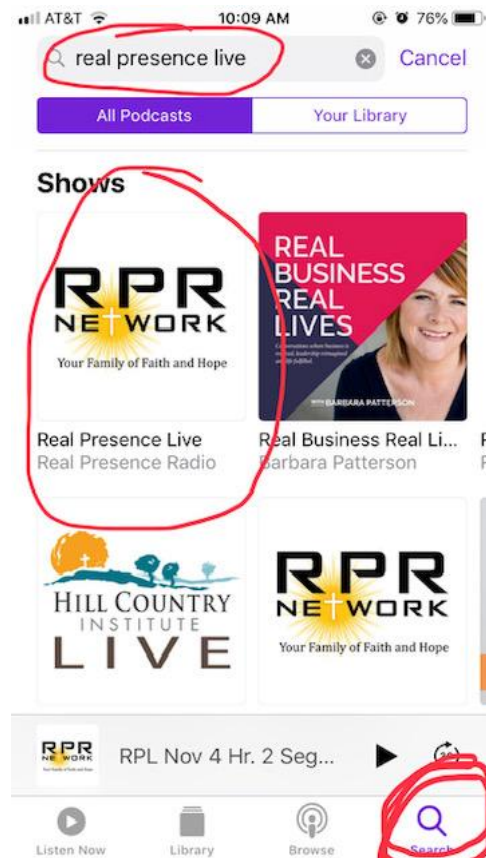 AT&T 10:09 AM 76%
real presence live Cancel
All Podcasts Your Library
Shows
RPR
NETWORK
Your Family of Faith and Hope
REAL
BUSINESS
REAL
LIVES
WITH BARBARA PATTERSON
Real Presence Live
Real Presence Radio
Real Business Real Li...
Barbara Patterson
HILL COUNTRY
INSTITUTE
LIVE
RPR
NETWORK
Your Family of Faith and Hope
RPR
NETWORK
RPL Nov 4 Hr. 2 Seg...
Listen Now Library Browse Search